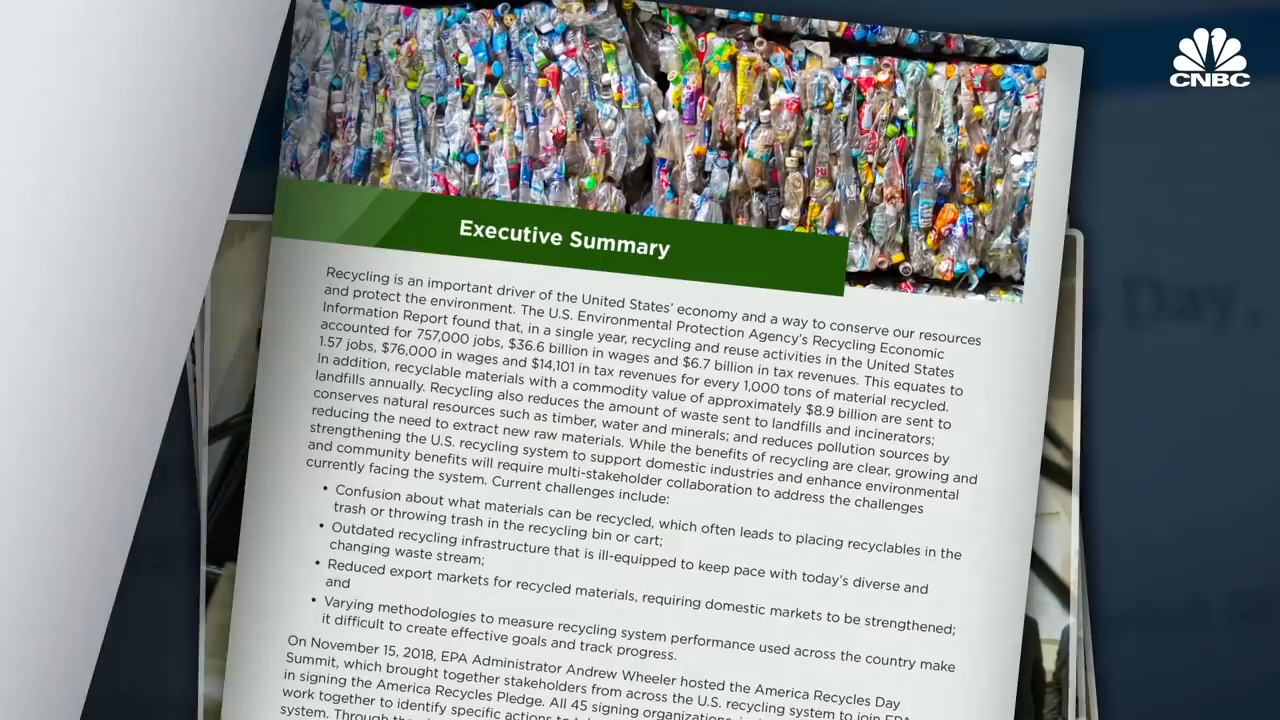 CNBC
Executive Summary
Recycling is an important driver of the United States' economy and a way to conserve our resources
and protect the environment. The U.S. Environmental Protection Agency's Recycling Economic
Information Report found that, in a single year, recycling and reuse activities in the United States
accounted for 757,000 jobs, $36.6 billion in wages and $6.7 billion in tax revenues. This equates to
1.57 jobs, $76,000 in wages and $14,101 in tax revenues for every 1,000 tons of material recycled.
In addition, recyclable materials with a commodity value of approximately $8.9 billion are sent to
landfills annually. Recycling also reduces the amount of waste sent to landfills and incinerators;
conserves natural resources such as timber, water and minerals; and reduces pollution sources by
reducing the need to extract new raw materials. While the benefits of recycling are clear, growing and
strengthening the U.S. recycling system to support domestic industries and enhance environmental
and community benefits will require multi-stakeholder collaboration to address the challenges
currently facing the system. Current challenges include:
• Confusion about what materials can be recycled, which often leads to placing recyclables in the
trash or throwing trash in the recycling bin or cart;
• Outdated recycling infrastructure that is ill-equipped to keep pace with today's diverse and
changing waste stream;
• Reduced export markets for recycled materials, requiring domestic markets to be strengthened;
and
• Varying methodologies to measure recycling system performance used across the country make
it difficult to create effective goals and track progress.
On November 15, 2018, EPA Administrator Andrew Wheeler hosted the America Recycles Day
Summit, which brought together stakeholders from across the U.S. recycling system to join EPA
in signing the America Recycles Pledge. All 45 signing organizations
work together to identify specific actions to
system. Through
Day,